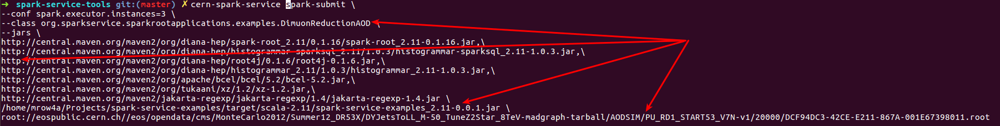 ➜ spark-service-tools git:(master) ✗ cern-spark-service spark-submit \
--conf spark.executor.instances=3 \
--class org.sparkservice.sparkrootapplications.examples.DimuonReductionAOD \
--jars \
http://central.maven.org/maven2/org/diana-hep/spark-root_2.11/0.1.16/spark-root_2.11-0.1.16.jar,\
http://central.maven.org/maven2/org/diana-hep/histogrammar-sparksql_2.11/1.0.3/histogrammar-sparksql_2.11-1.0.3.jar,\
http://central.maven.org/maven2/org/diana-hep/root4j/0.1.6/root4j-0.1.6.jar,\
http://central.maven.org/maven2/org/diana-hep/histogrammar_2.11/1.0.3/histogrammar_2.11-1.0.3.jar,\
http://central.maven.org/maven2/org/apache/bcel/bcel/5.2/bcel-5.2.jar,\
http://central.maven.org/maven2/org/tukaani/xz/1.2/xz-1.2.jar,\
http://central.maven.org/maven2/jakarta-regexp/jakarta-regexp/1.4/jakarta-regexp-1.4.jar \
/home/mrow4a/Projects/spark-service-examples/target/scala-2.11/spark-service-examples_2.11-0.0.1.jar \
root://eospublic.cern.ch//eos/opendata/cms/MonteCarlo2012/Summer12_DR53X/DYJetsToLL_M-50_TuneZ2Star_8TeV-madgraph-tarball/AODSIM/PU_RD1_START53_V7N-v1/20000/DCF94DC3-42CE-E211-867A-001E67398011.root